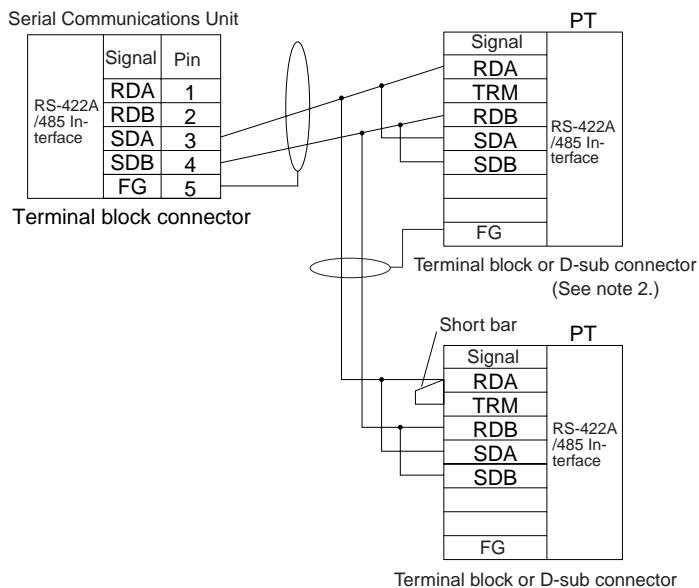 Serial Communications Unit
RS-422A
/485 In-
terface
Signal Pin
RDA 1
RDB 2
SDA 3
SDB 4
FG 5
Terminal block connector
PT
Signal
RDA
TRM
RDB
SDA
SDB
FG
RS-422A
/485 In-
terface
Terminal block or D-sub connector
(See note 2.)
Short bar
PT
Signal
RDA
TRM
RDB
SDA
SDB
FG
RS-422A
/485 In-
terface
Terminal block or D-sub connector